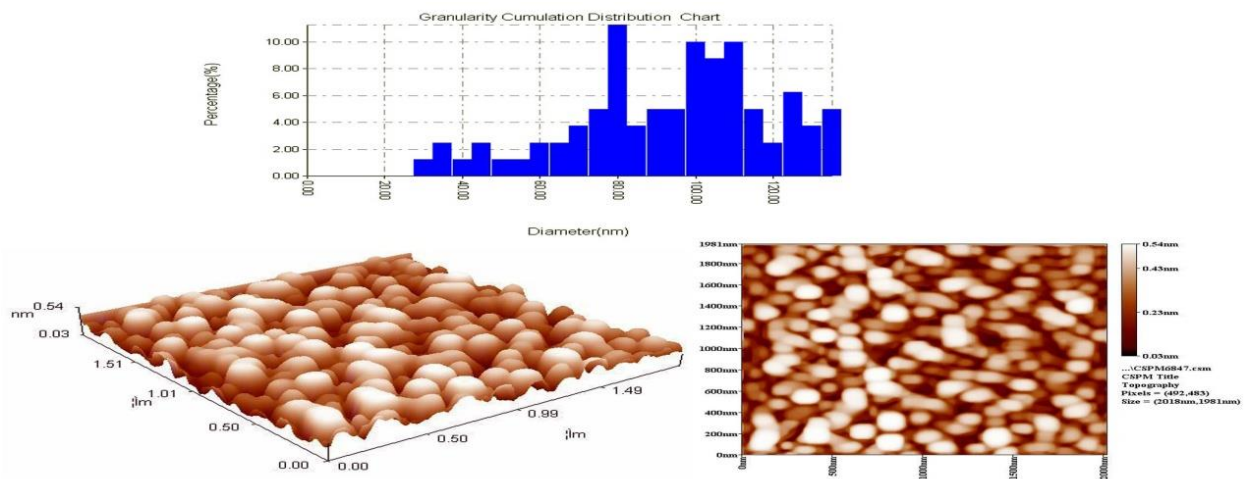 Granularity Cumulation Distribution Chart
Percentage(%)
10.00
8.00
6.00
4.00
2.00
0.00
0.00
20.00
40.00
60.00
80.00
100.00
120.00
Diameter(nm)
nm
0.54
0.03
1.51
1.01
¦Ìm
0.50
0.00
0.00
0.50
0.99
¦Ìm
1.49
1981nm
1800nm
1600nm
1400nm
1200nm
1000nm
800nm
600nm
400nm
200nm
0nm
0nm
500nm
1000nm
1500nm
2000nm
0.54nm
0.43nm
0.23nm
0.03nm
...\CSPM6847.csm
CSPM Title
Topography
Pixels = (492,483)
Size = (2018nm,1981nm)